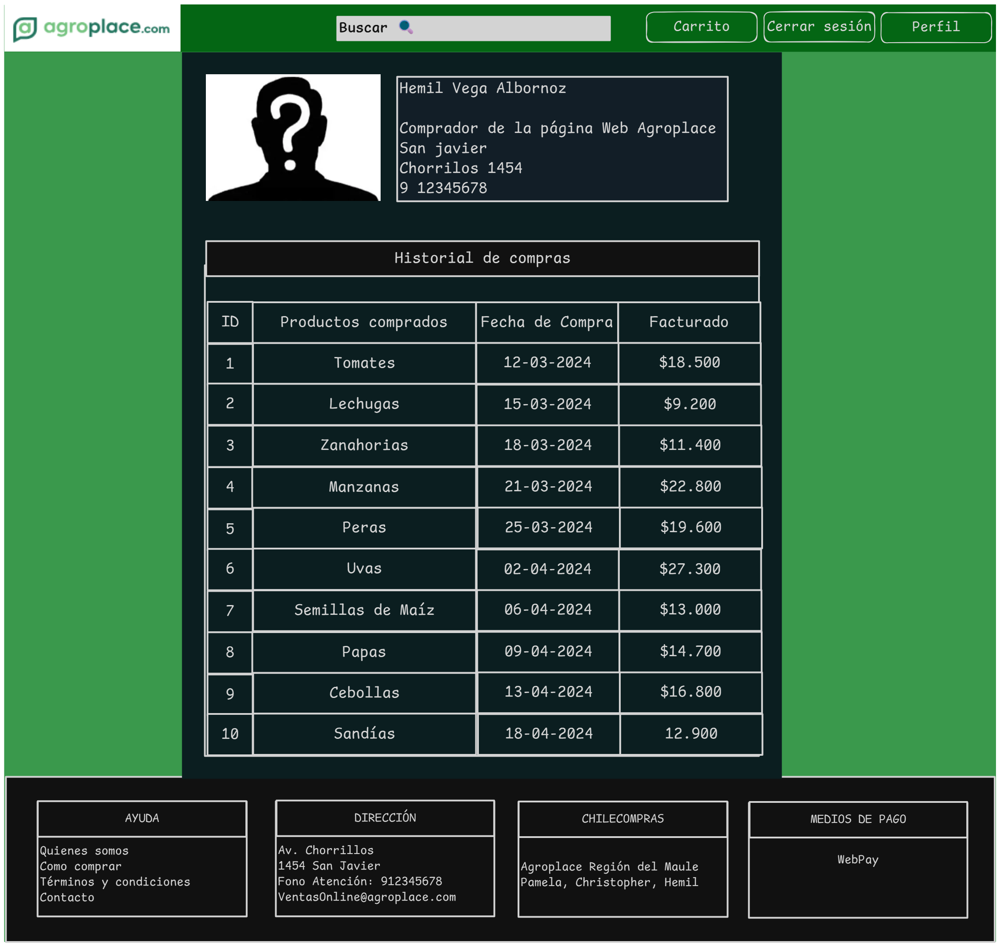 agroplace.com
Buscar
Carrito
Cerrar sesión
Perfil
Hemil Vega Albornoz
Comprador de la página Web Agroplace
San javier
Chorrilos 1454
9 12345678
Historial de compras
ID Productos comprados Fecha de Compra Facturado
1 Tomates 12-03-2024 $18.500
2 Lechugas 15-03-2024 $9.200
3 Zanahorias 18-03-2024 $11.400
4 Manzanas 21-03-2024 $22.800
5 Peras 25-03-2024 $19.600
6 Uvas 02-04-2024 $27.300
7 Semillas de Maíz 06-04-2024 $13.000
8 Papas 09-04-2024 $14.700
9 Cebollas 13-04-2024 $16.800
10 Sandías 18-04-2024 12.900
AYUDA
Quienes somos
Como comprar
Términos y condiciones
Contacto
DIRECCIÓN
Av. Chorrillos
1454 San Javier
Fono Atención: 912345678
VentasOnline@agroplace.com
CHILECOMPRAS
Agroplace Región del Maule
Pamela, Christopher, Hemil
MEDIOS DE PAGO
WebPay